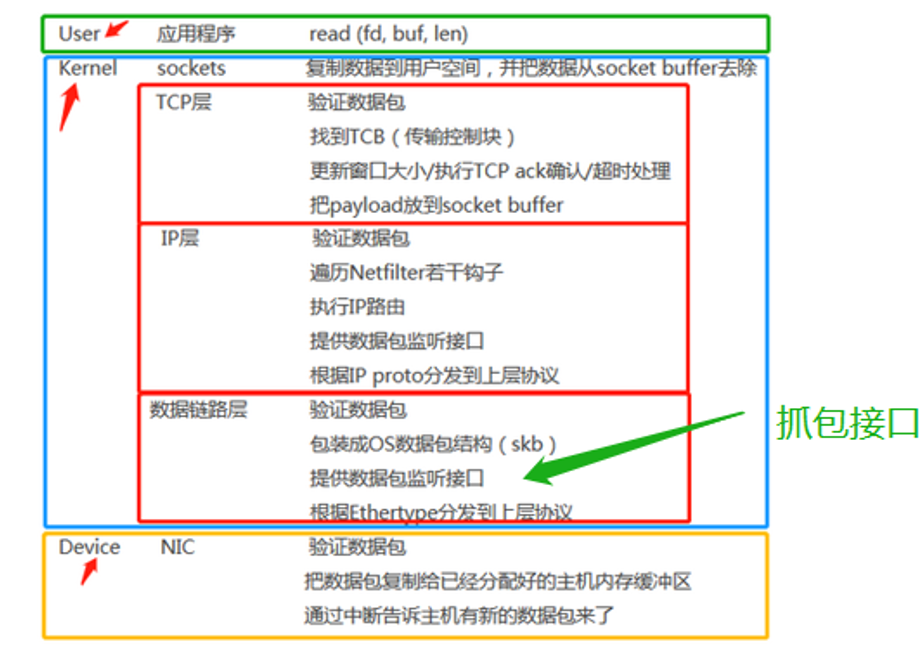 User 应用程序 read (fd, buf, len)
Kernel sockets 复制数据到用户空间，并把数据从socket buffer去除
TCP层 验证数据包
找到TCB（传输控制块）
更新窗口大小/执行TCP ack确认/超时处理
把payload放到socket buffer
IP层 验证数据包
遍历Netfilter若干钩子
执行IP路由
提供数据包监听接口
根据IP proto分发到上层协议
数据链路层 验证数据包
包装成OS数据包结构（skb）
提供数据包监听接口
抓包接口
根据Ethertype分发到上层协议
Device NIC 验证数据包
把数据包复制给已经分配好的主机内存缓冲区
通过中断告诉主机有新的数据包来了